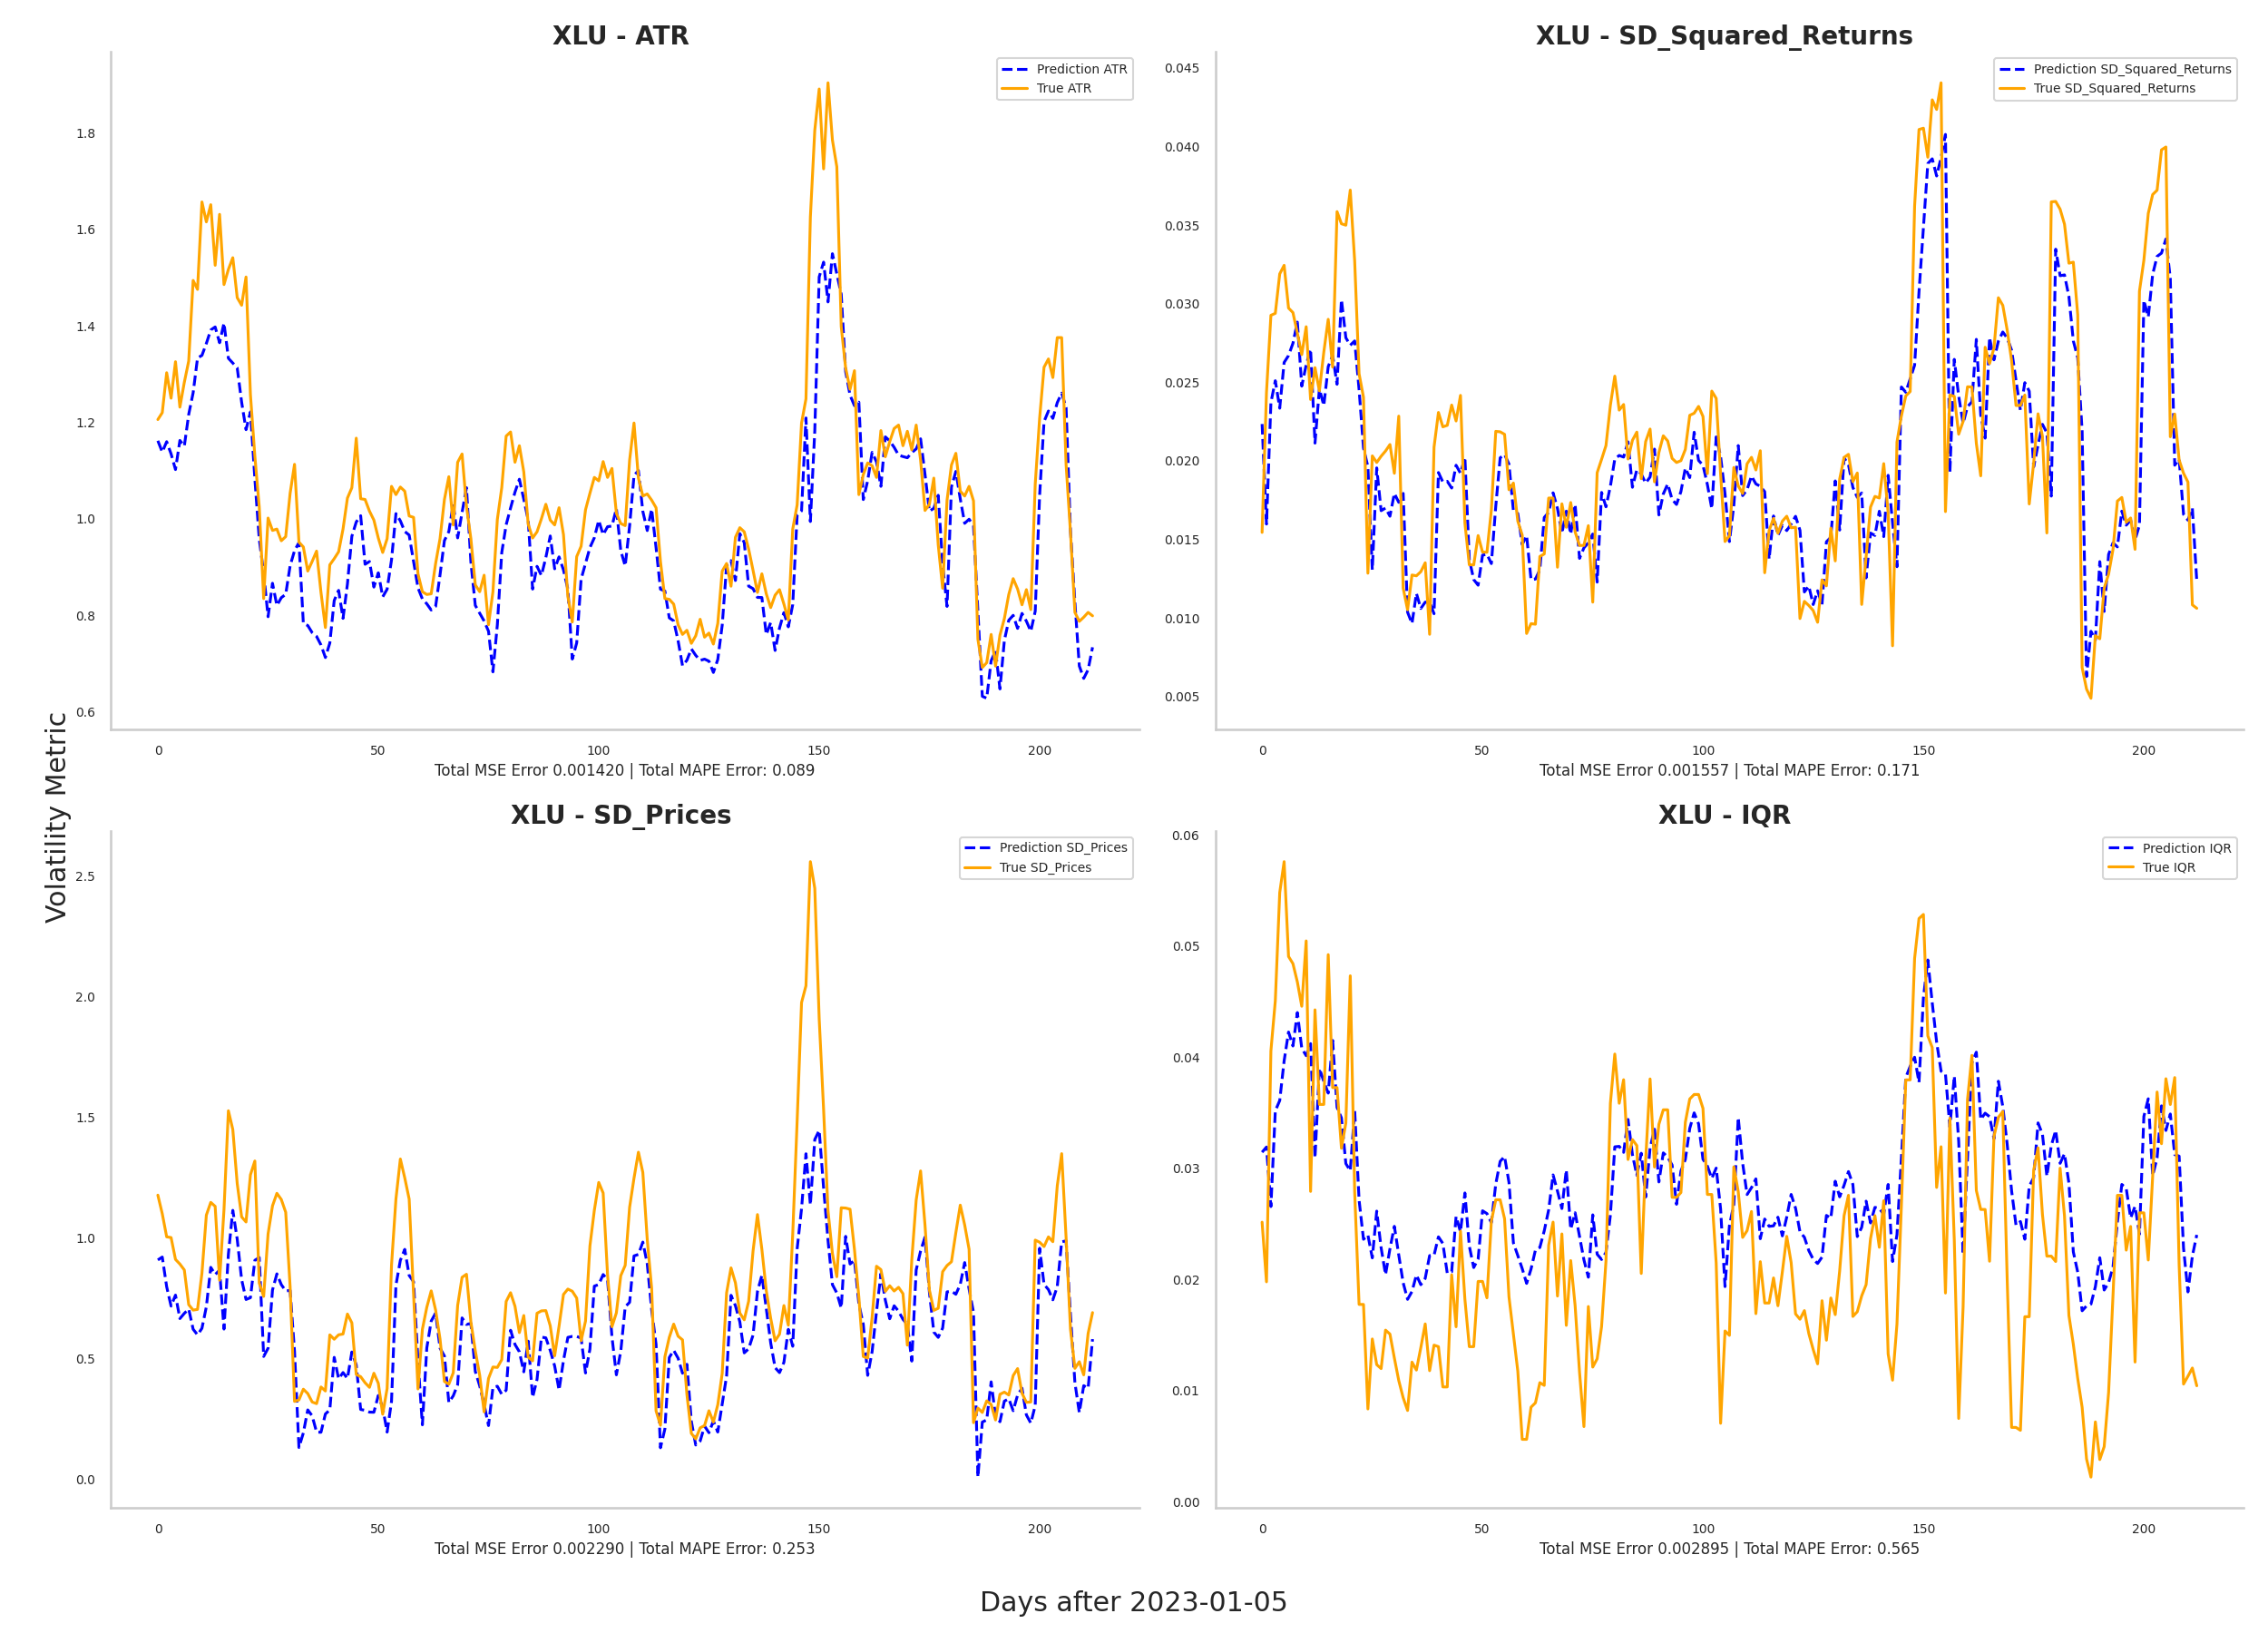 XLU - ATR
Prediction ATR
True ATR
1.8
1.6
1.4
1.2
1.0
0.8
0.6
0 50 100 150 200
Total MSE Error 0.001420 | Total MAPE Error: 0.089
XLU - SD_Squared_Returns
Prediction SD_Squared_Returns
True SD_Squared_Returns
0.045
0.040
0.035
0.030
0.025
0.020
0.015
0.010
0.005
0 50 100 150 200
Total MSE Error 0.001557 | Total MAPE Error: 0.171
Volatility Metric
XLU - SD_Prices
Prediction SD_Prices
True SD_Prices
2.5
2.0
1.5
1.0
0.5
0.0
0 50 100 150 200
Total MSE Error 0.002290 | Total MAPE Error: 0.253
XLU - IQR
Prediction IQR
True IQR
0.06
0.05
0.04
0.03
0.02
0.01
0.00
0 50 100 150 200
Total MSE Error 0.002895 | Total MAPE Error: 0.565
Days after 2023-01-05